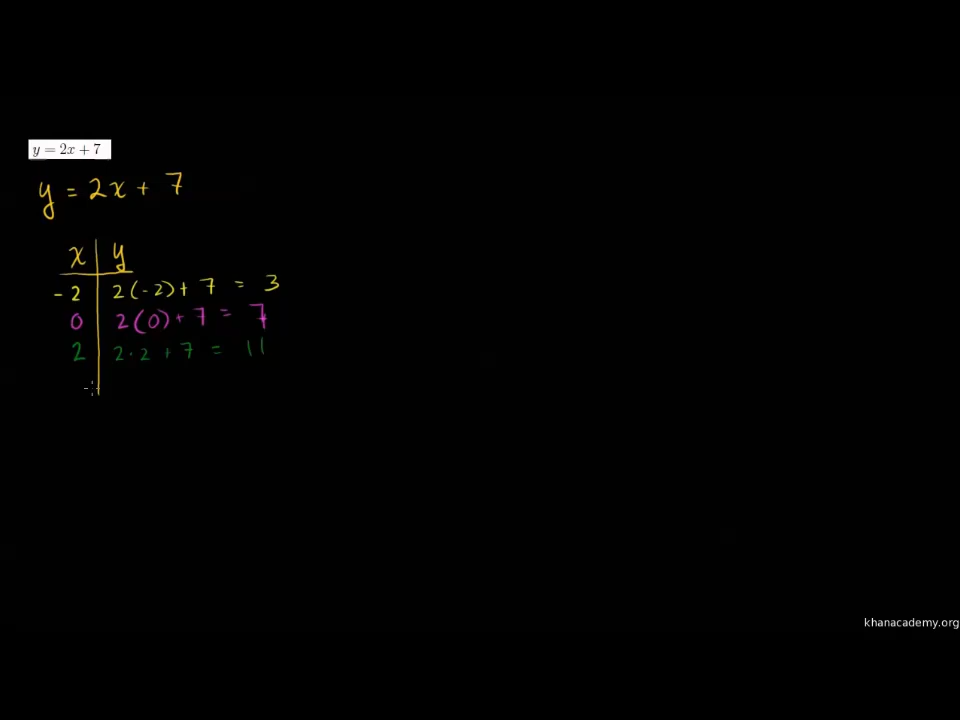 y = 2x + 7
y = 2x + 7
x y
-2 2(-2)+ 7 = 3
0 2(0)+ 7 = 7
2 2·2 + 7 = 11
khanacademy.org